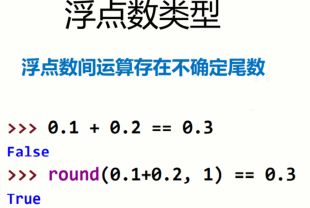 浮点数类型
浮点数间运算存在不确定尾数
>>> 0.1 + 0.2 == 0.3
False
>>> round(0.1+0.2, 1) == 0.3
True